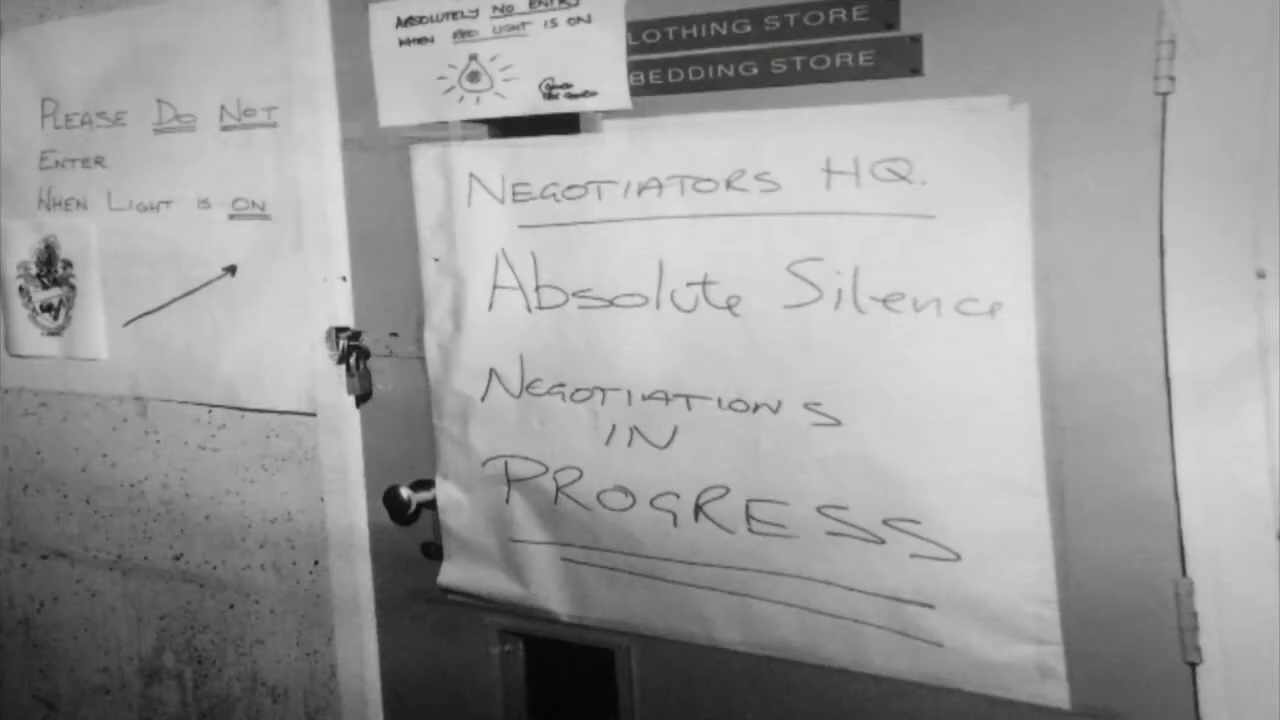 PLEASE DO NOT
ENTER
WHEN LIGHT IS ON
ABSOLUTELY NO ENTRY
WHEN RED LIGHT IS ON
LOTHING STORE
BEDDING STORE
NEGOTIATORS HQ.
Absolute Silence
NEGOTIATIONS
IN
PROGRESS